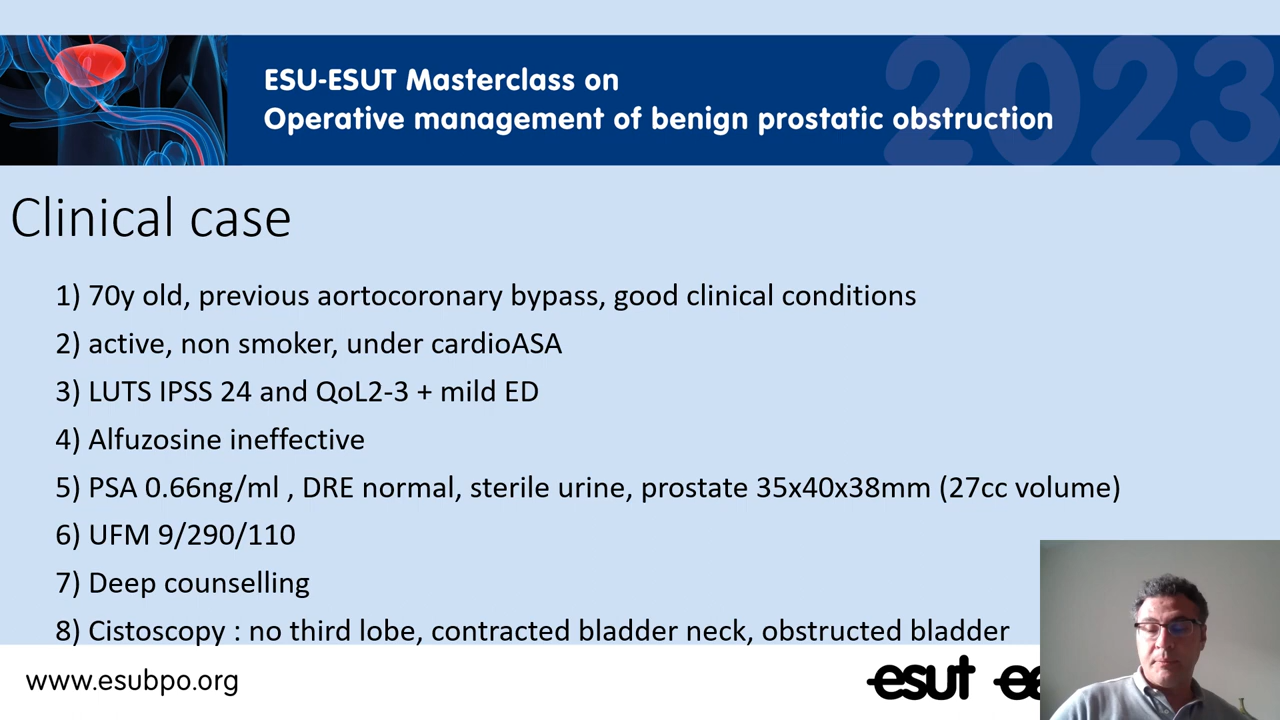 2023
ESU-ESUT Masterclass on
Operative management of benign prostatic obstruction
Clinical case
1) 70y old, previous aortocoronary bypass, good clinical conditions
2) active, non smoker, under cardioASA
3) LUTS IPSS 24 and QoL2-3 + mild ED
4) Alfuzosine ineffective
5) PSA 0.66ng/ml , DRE normal, sterile urine, prostate 35x40x38mm (27cc volume)
6) UFM 9/290/110
7) Deep counselling
8) Cistoscopy : no third lobe, contracted bladder neck, obstructed bladder
www.esubpo.org
esut